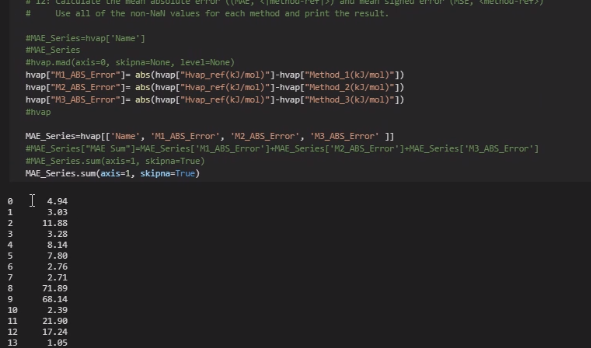 # 12: Calculate the mean absolute error ((MAE, <|method-ref|>) and mean signed error (MSE, <method-ref>)
# Use all of the non-NaN values for each method and print the result.
#MAE_Series=hvap['Name']
#MAE_Series
#hvap.mad(axis=0, skipna=None, level=None)
hvap["M1_ABS_Error"]= abs(hvap["Hvap_ref(kJ/mol)"]-hvap["Method_1(kJ/mol)"])
hvap["M2_ABS_Error"]= abs(hvap["Hvap_ref(kJ/mol)"]-hvap["Method_2(kJ/mol)"])
hvap["M3_ABS_Error"]= abs(hvap["Hvap_ref(kJ/mol)"]-hvap["Method_3(kJ/mol)"])
#hvap
MAE_Series=hvap[['Name', 'M1_ABS_Error', 'M2_ABS_Error', 'M3_ABS_Error' ]]
#MAE_Series["MAE Sum"]=MAE_Series['M1_ABS_Error']+MAE_Series['M2_ABS_Error']+MAE_Series['M3_ABS_Error']
#MAE_Series.sum(axis=1, skipna=True)
MAE_Series.sum(axis=1, skipna=True)
0 4.94
1 3.03
2 11.88
3 3.28
4 8.14
5 7.80
6 2.76
7 2.71
8 71.89
9 68.14
10 2.39
11 21.90
12 17.24
13 1.05